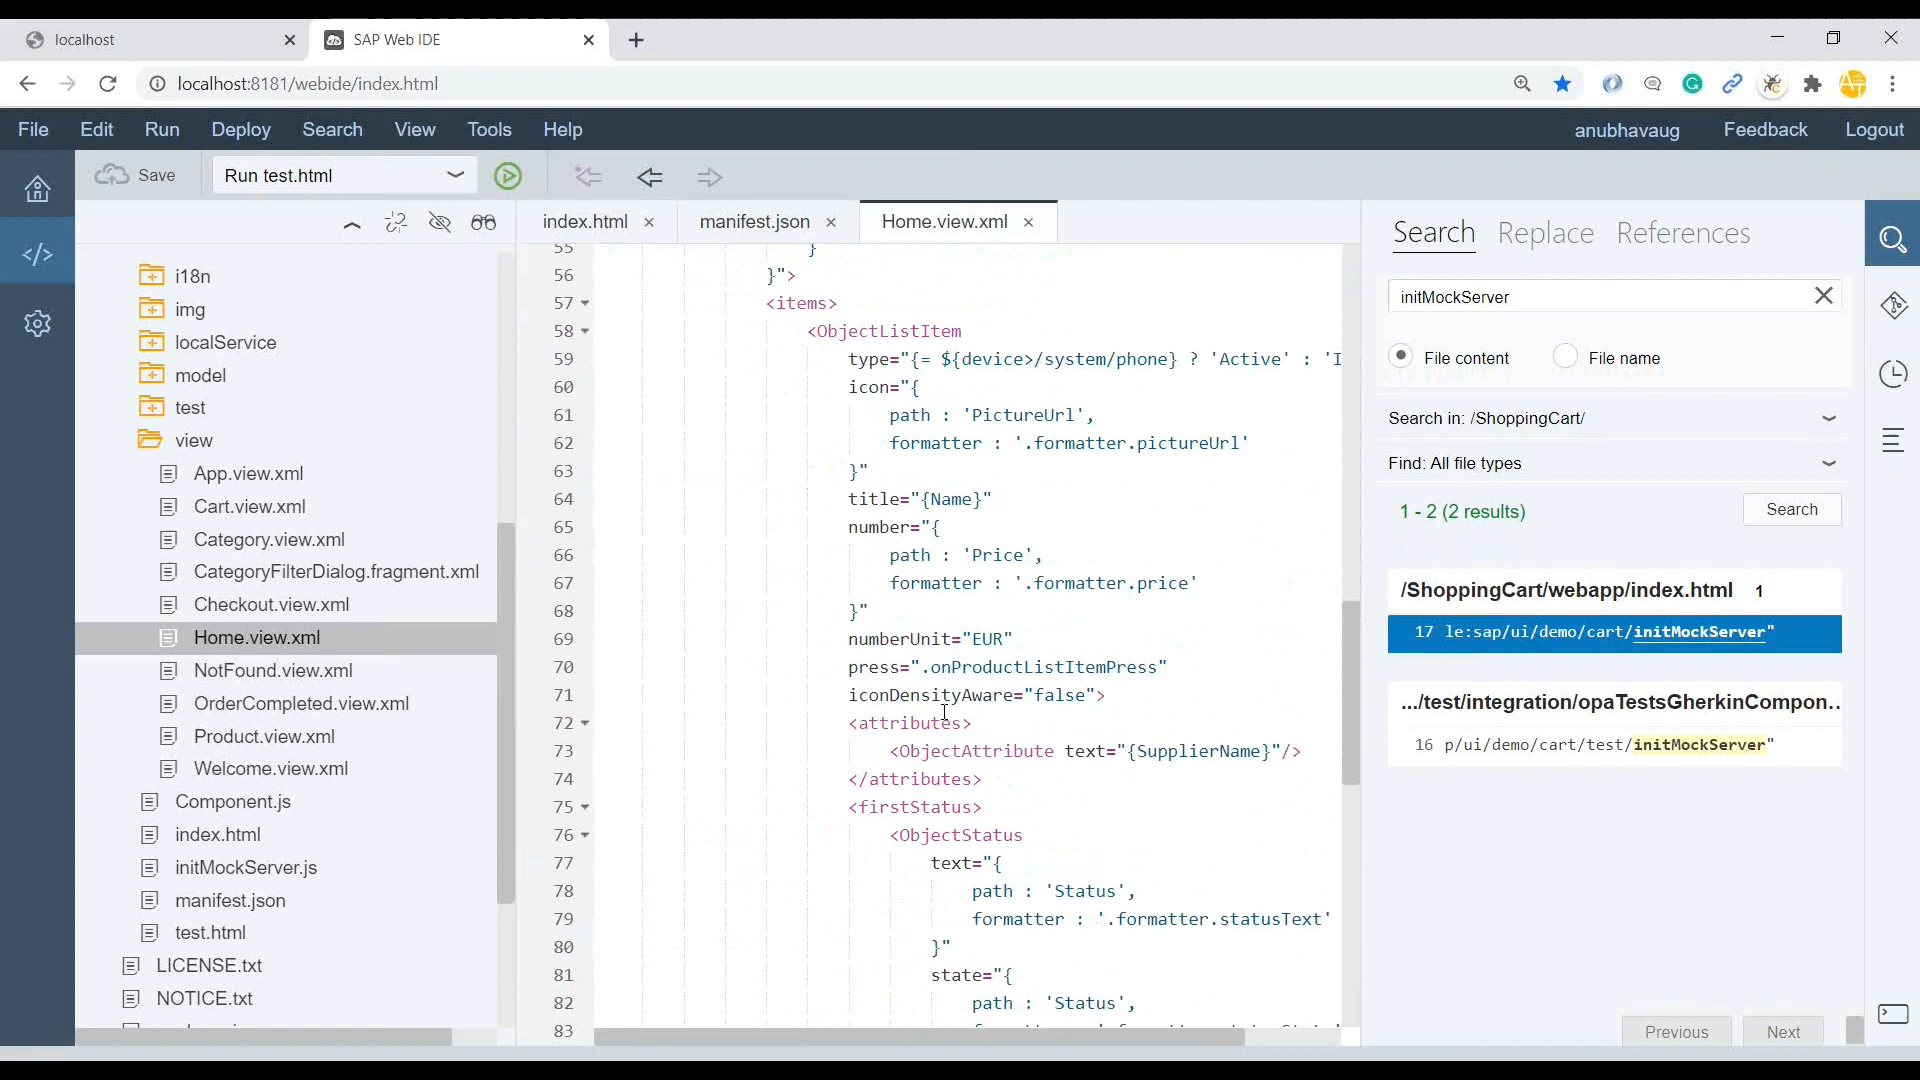 localhost
SAP Web IDE
localhost:8181/webide/index.html
File Edit Run Deploy Search View Tools Help
anubhavaug Feedback Logout
Save
Run test.html
i18n
img
localService
model
test
view
App.view.xml
Cart.view.xml
Category.view.xml
CategoryFilterDialog.fragment.xml
Checkout.view.xml
Home.view.xml
NotFound.view.xml
OrderCompleted.view.xml
Product.view.xml
Welcome.view.xml
Component.js
index.html
initMockServer.js
manifest.json
test.html
LICENSE.txt
NOTICE.txt
index.html manifest.json Home.view.xml
55 }
56 }">
57 <items>
58 <ObjectListItem
59 type="{= ${device>/system/phone} ? 'Active' : 'I
60 icon="{
61 path : 'PictureUrl',
62 formatter : '.formatter.pictureUrl'
63 }"
64 title="{Name}"
65 number="{
66 path : 'Price',
67 formatter : '.formatter.price'
68 }"
69 numberUnit="EUR"
70 press=".onProductListItemPress"
71 iconDensityAware="false">
72 <attributes>
73 <ObjectAttribute text="{SupplierName}"/>
74 </attributes>
75 <firstStatus>
76 <ObjectStatus
77 text="{
78 path : 'Status',
79 formatter : '.formatter.statusText'
80 }"
81 state="{
82 path : 'Status',
83
Search Replace References
initMockServer
File content File name
Search in: /ShoppingCart/
Find: All file types
1 - 2 (2 results) Search
/ShoppingCart/webapp/index.html 1
17 le:sap/ui/demo/cart/initMockServer"
.../test/integration/opaTestsGherkinCompon..
16 p/ui/demo/cart/test/initMockServer"
Previous Next